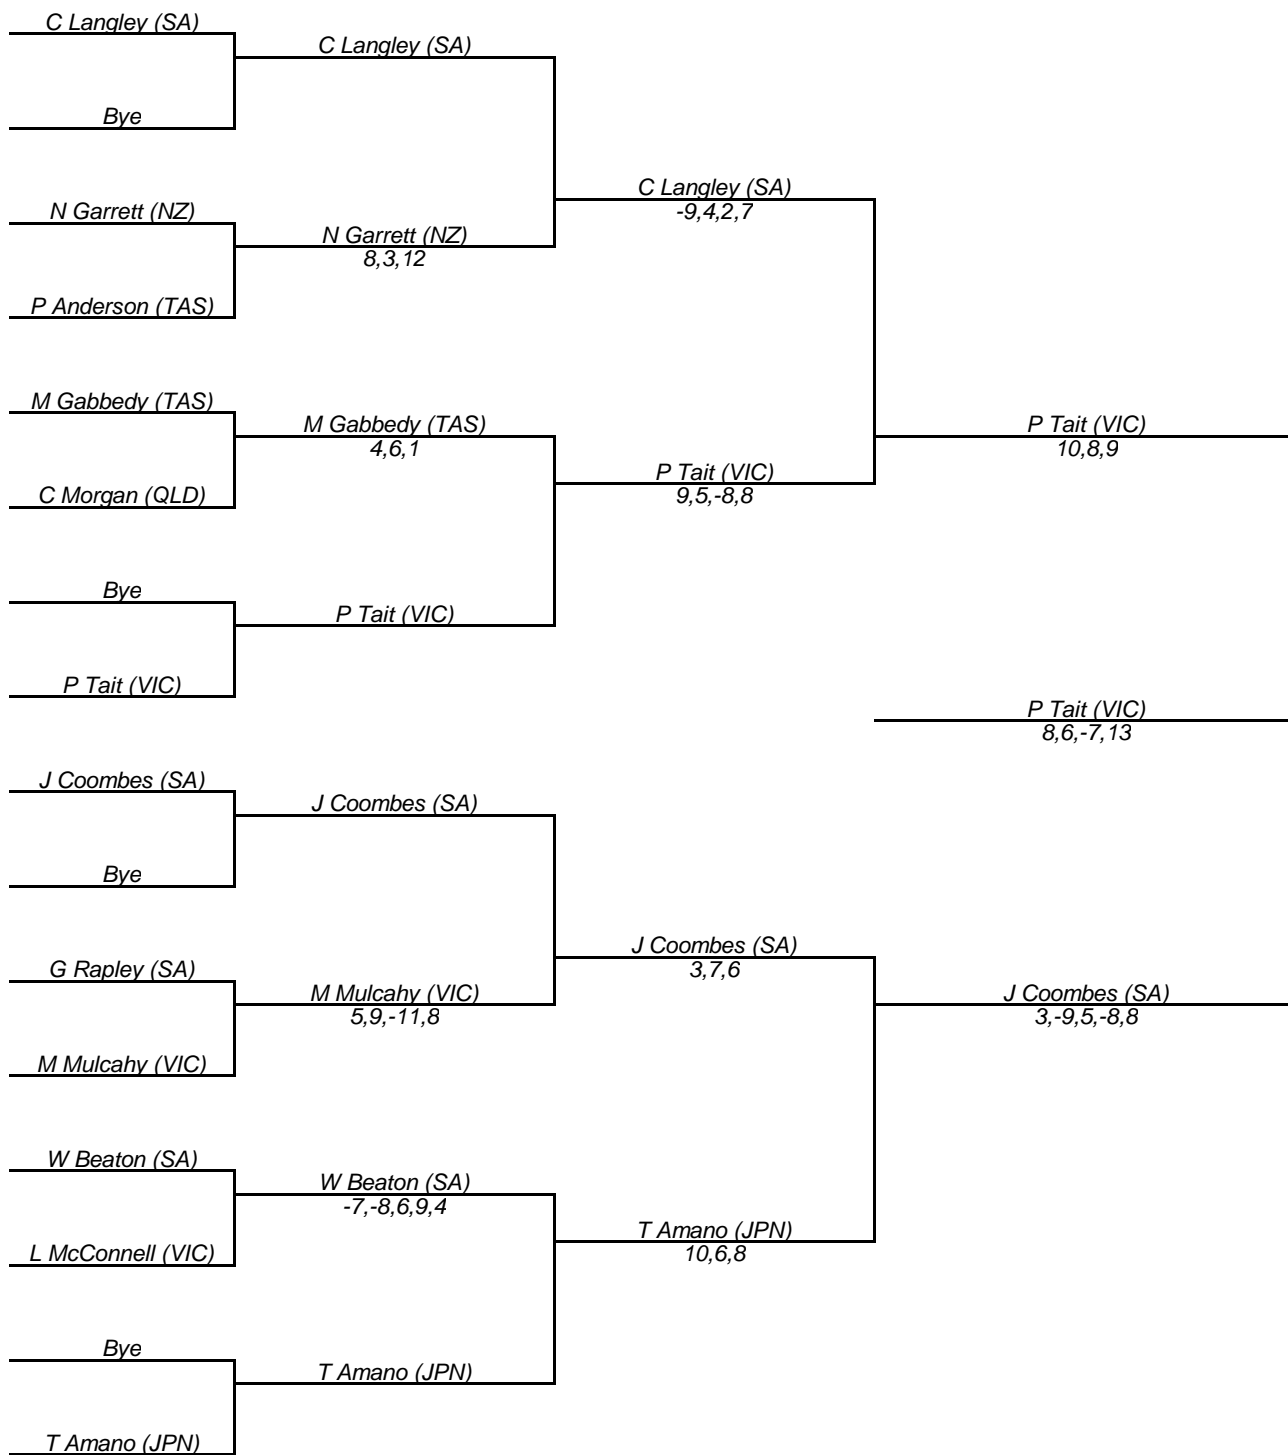 C Langley (SA)
C Langley (SA)
Bye
C Langley (SA)
-9,4,2,7
N Garrett (NZ)
N Garrett (NZ)
8,3,12
P Anderson (TAS)
M Gabbedy (TAS)
M Gabbedy (TAS)
4,6,1
P Tait (VIC)
10,8,9
P Tait (VIC)
9,5,-8,8
C Morgan (QLD)
Bye
P Tait (VIC)
P Tait (VIC)
P Tait (VIC)
8,6,-7,13
J Coombes (SA)
J Coombes (SA)
Bye
J Coombes (SA)
3,7,6
G Rapley (SA)
M Mulcahy (VIC)
5,9,-11,8
J Coombes (SA)
3,-9,5,-8,8
M Mulcahy (VIC)
W Beaton (SA)
W Beaton (SA)
-7,-8,6,9,4
T Amano (JPN)
10,6,8
L McConnell (VIC)
Bye
T Amano (JPN)
T Amano (JPN)